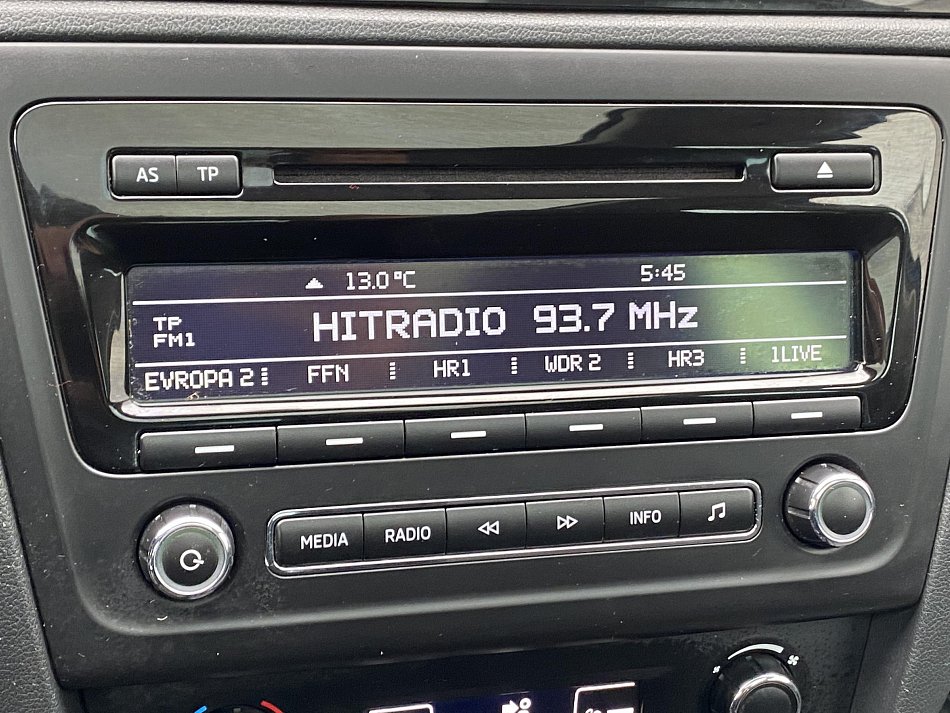 AS TP
13.0 °C 5:45
TP
FM1
HITRADIO 93.7 MHz
EVROPA 2 FFN HR1 WDR 2 HR3 1LIVE
MEDIA RADIO INFO